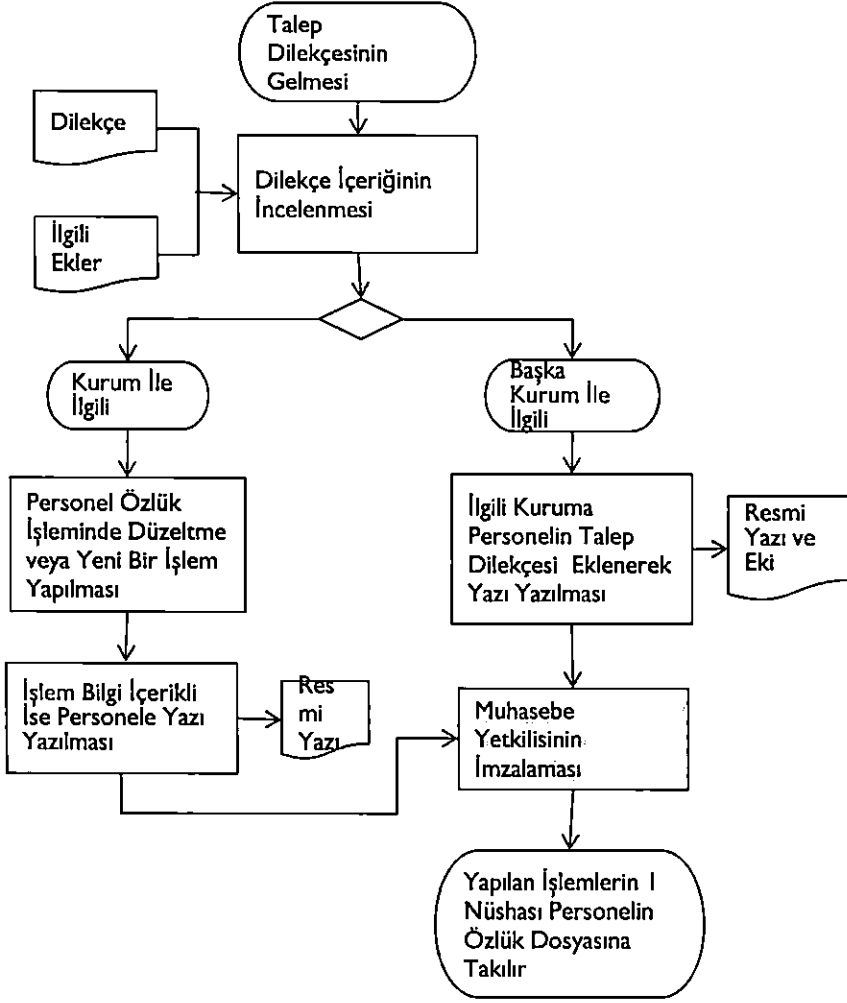 Talep
Dilekçesinin
Gelmesi
Dilekçe
Dilekçe İçeriğinin
İncelenmesi
İlgili
Ekler
Kurum İle
İlgili
Başka
Kurum İle
İlgili
Personel Özlük
İşleminde Düzeltme
veya Yeni Bir İşlem
Yapılması
İlgili Kuruma
Personelin Talep
Dilekçesi Eklenerek
Yazı Yazılması
Resmi
Yazı ve
Eki
İşlem Bilgi İçerikli
İse Personele Yazı
Yazılması
Res
mi
Yazı
Muhasebe
Yetkilisinin
İmzalaması
Yapılan İşlemlerin 1
Nüshası Personelin
Özlük Dosyasına
Takılır